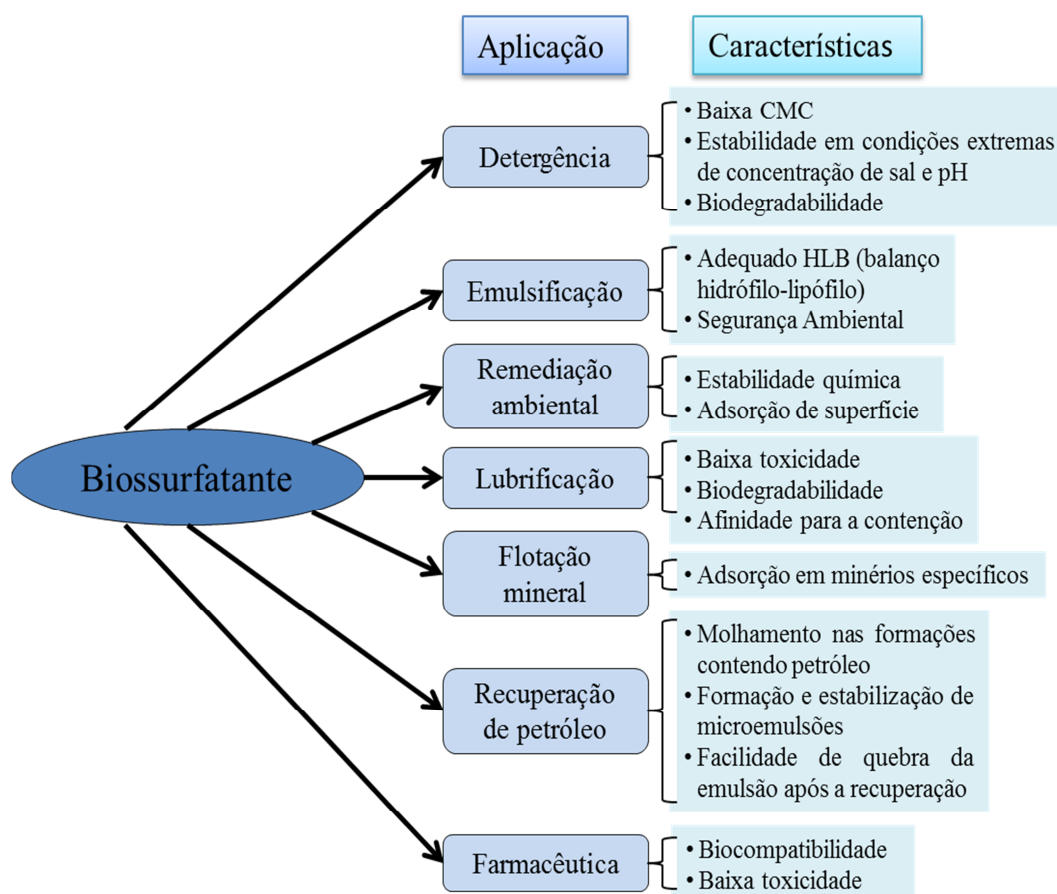 Aplicação
Características
Detergência
• Baixa CMC
• Estabilidade em condições extremas
de concentração de sal e pH
• Biodegradabilidade
Emulsificação
• Adequado HLB (balanço
hidrófilo-lipófilo)
• Segurança Ambiental
Remediação
ambiental
• Estabilidade química
• Adsorção de superfície
Biossurfatante
Lubrificação
• Baixa toxicidade
• Biodegradabilidade
• Afinidade para a contenção
Flotação
mineral
• Adsorção em minérios específicos
Recuperação
de petróleo
• Molhamento nas formações
contendo petróleo
• Formação e estabilização de
microemulsões
• Facilidade de quebra da
emulsão após a recuperação
Farmacêutica
• Biocompatibilidade
• Baixa toxicidade